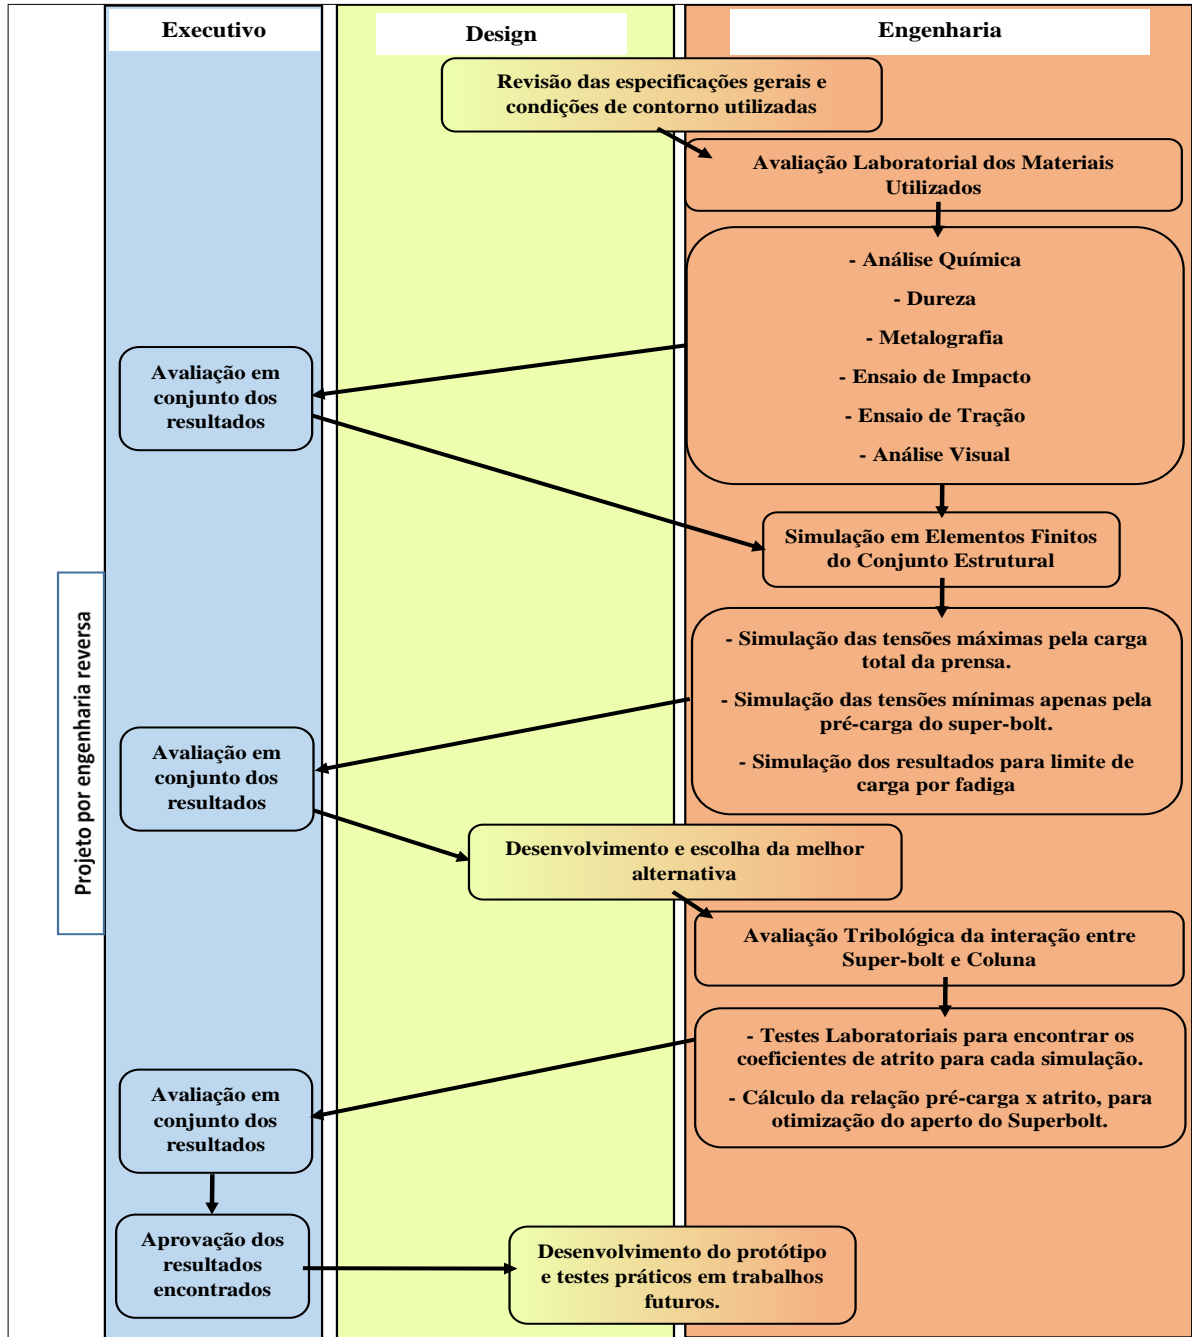 Executivo
Design
Engenharia
Revisão das especificações gerais e
condições de contorno utilizadas
Avaliação Laboratorial dos Materiais
Utilizados
- Análise Química
- Dureza
- Metalografia
- Ensaio de Impacto
- Ensaio de Tração
- Análise Visual
Avaliação em
conjunto dos
resultados
Simulação em Elementos Finitos
do Conjunto Estrutural
- Simulação das tensões máximas pela carga
total da prensa.
- Simulação das tensões mínimas apenas pela
pré-carga do super-bolt.
- Simulação dos resultados para limite de
carga por fadiga
Projeto por engenharia reversa
Avaliação em
conjunto dos
resultados
Desenvolvimento e escolha da melhor
alternativa
Avaliação Tribológica da interação entre
Super-bolt e Coluna
- Testes Laboratoriais para encontrar os
coeficientes de atrito para cada simulação.
- Cálculo da relação pré-carga x atrito, para
otimização do aperto do Superbolt.
Avaliação em
conjunto dos
resultados
Aprovação dos
resultados
encontrados
Desenvolvimento do protótipo
e testes práticos em trabalhos
futuros.